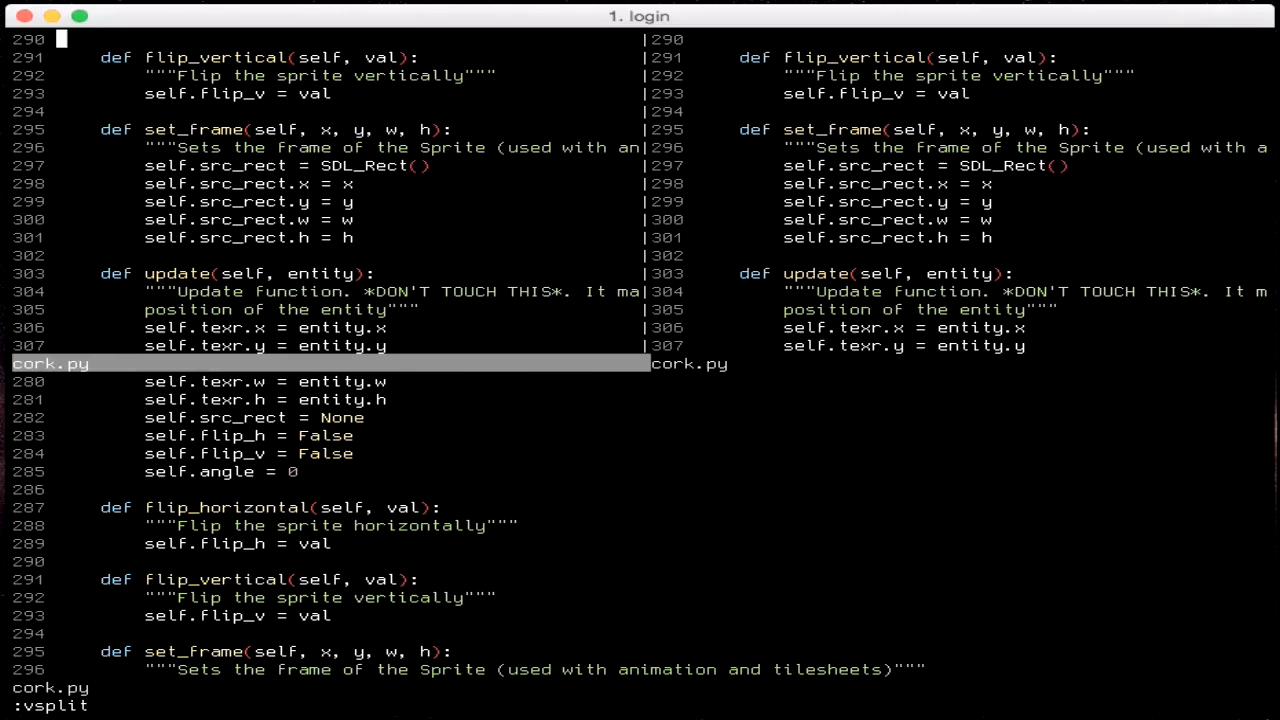 1. login
290
291     def flip_vertical(self, val):
292         """Flip the sprite vertically"""
293         self.flip_v = val
294
295     def set_frame(self, x, y, w, h):
296         """Sets the frame of the Sprite (used with an
297         self.src_rect = SDL_Rect()
298         self.src_rect.x = x
299         self.src_rect.y = y
300         self.src_rect.w = w
301         self.src_rect.h = h
302
303     def update(self, entity):
304         """Update function. *DON'T TOUCH THIS*. It ma
305         position of the entity"""
306         self.texr.x = entity.x
307         self.texr.y = entity.y
cork.py
|290
|291     def flip_vertical(self, val):
|292         """Flip the sprite vertically"""
|293         self.flip_v = val
|294
|295     def set_frame(self, x, y, w, h):
|296         """Sets the frame of the Sprite (used with a
|297         self.src_rect = SDL_Rect()
|298         self.src_rect.x = x
|299         self.src_rect.y = y
|300         self.src_rect.w = w
|301         self.src_rect.h = h
|302
|303     def update(self, entity):
|304         """Update function. *DON'T TOUCH THIS*. It m
|305         position of the entity"""
|306         self.texr.x = entity.x
|307         self.texr.y = entity.y
cork.py
280         self.texr.w = entity.w
281         self.texr.h = entity.h
282         self.src_rect = None
283         self.flip_h = False
284         self.flip_v = False
285         self.angle = 0
286
287     def flip_horizontal(self, val):
288         """Flip the sprite horizontally"""
289         self.flip_h = val
290
291     def flip_vertical(self, val):
292         """Flip the sprite vertically"""
293         self.flip_v = val
294
295     def set_frame(self, x, y, w, h):
296         """Sets the frame of the Sprite (used with animation and tilesheets)"""
cork.py
:vsplit